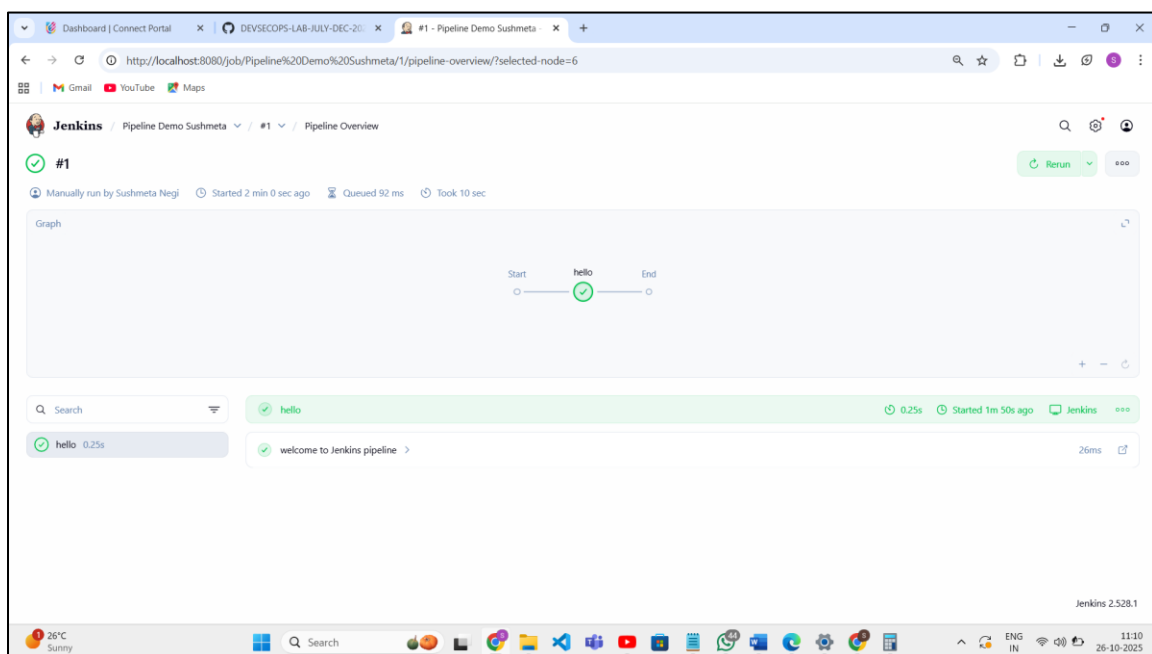 Dashboard | Connect Portal
DEVSECOPS-LAB-JULY-DEC-20
#1 - Pipeline Demo Sushmeta -
http://localhost:8080/job/Pipeline%20Demo%20Sushmeta/1/pipeline-overview/?selected-node=6
S
Gmail YouTube Maps
Jenkins / Pipeline Demo Sushmeta / #1 / Pipeline Overview
#1
Rerun
Manually run by Sushmeta Negi Started 2 min 0 sec ago Queued 92 ms Took 10 sec
Graph
Start hello End
Search
hello 0.25s Started 1m 50s ago Jenkins
hello 0.25s
welcome to Jenkins pipeline > 26ms
Jenkins 2.528.1
1 26°C Search 44 ENG 11:10
Sunny IN 26-10-2025